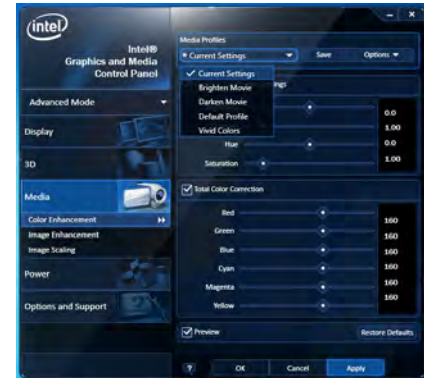 intel
Intel®
Graphics and Media
Control Panel
Advanced Mode
Display
3D
Media
Color Enhancement
Image Enhancement
Image Scaling
Power
Options and Support
Media Profiles
* Current Settings
Save
Options
✓ Current Settings
Brighten Movie
Darken Movie
Default Profile
Vivid Colors
ngs
0.0
1.00
Hue
0.0
Saturation
1.00
Total Color Correction
Red
160
Green
160
Blue
160
Cyan
160
Magenta
160
Yellow
160
Preview
Restore Defaults
?
OK
Cancel
Apply